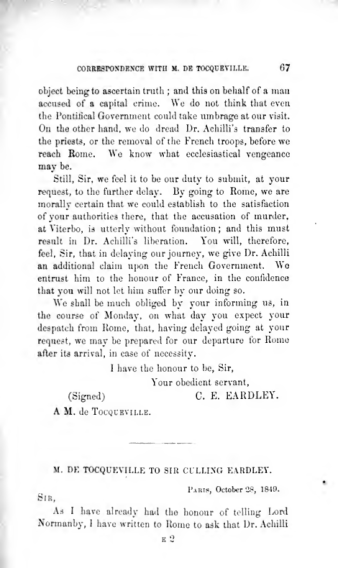 CORRESPONDENCE WITH M. DE TOCQUEVILLE. 67
object being to ascertain truth ; and this on behalf of a man
accused of a capital crime. We do not think that even
the Pontifical Government could take umbrage at our visit.
On the other hand, we do dread Dr. Achilli's transfer to
the priests, or the removal of the French troops, before we
reach Rome. We know what ecclesiastical vengeance
may be.
Still, Sir, we feel it to be our duty to submit, at your
request, to the further delay. By going to Rome, we are
morally certain that we could establish to the satisfaction
of your authorities there, that the accusation of murder,
at Viterbo, is utterly without foundation ; and this must
result in Dr. Achilli's liberation. You will, therefore,
feel, Sir, that in delaying our journey, we give Dr. Achilli
an additional claim upon the French Government. We
entrust him to the honour of France, in the confidence
that you will not let him suffer by our doing so.
We shall be much obliged by your informing us, in
the course of Monday, on what day you expect your
despatch from Rome, that, having delayed going at your
request, we may be prepared for our departure for Rome
after its arrival, in case of necessity.
I have the honour to be, Sir,
Your obedient servant,
(Signed) C. E. EARDLEY.
A M. de TOCQUEVILLE.
M. DE TOCQUEVILLE TO SIR CULLING EARDLEY.
PARIS, October 28, 1849.
SIR,
As I have already had the honour of telling Lord
Normanby, I have written to Rome to ask that Dr. Achilli
E 2